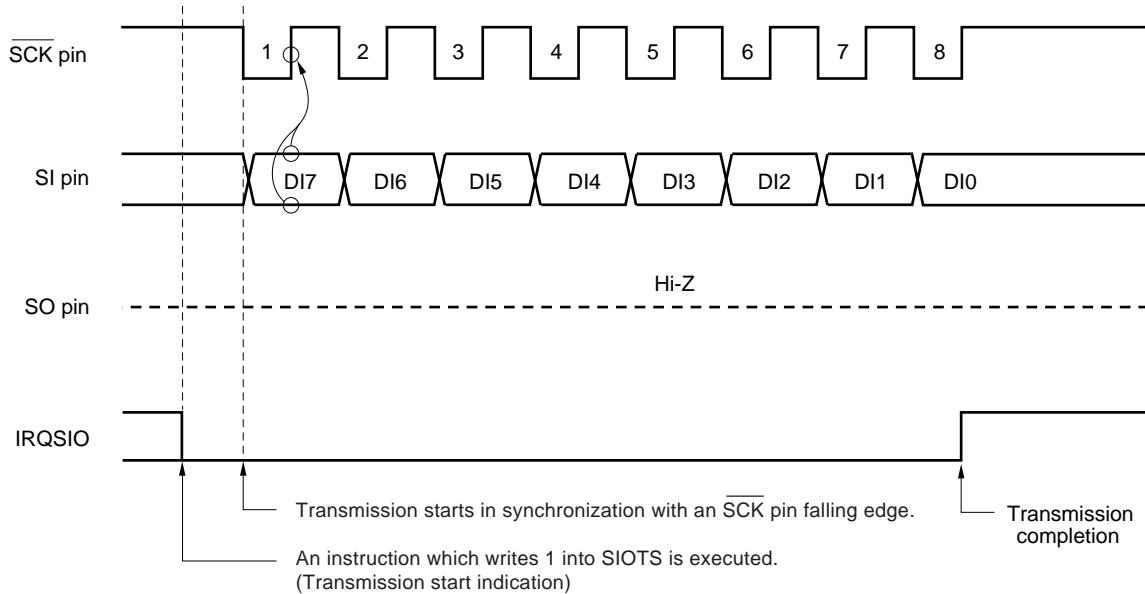 SCK pin
1 2 3 4 5 6 7 8
SI pin
DI7 DI6 DI5 DI4 DI3 DI2 DI1 DI0
Hi-Z
SO pin
IRQSIO
Transmission starts in synchronization with an SCK pin falling edge.
Transmission
completion
An instruction which writes 1 into SIOTS is executed.
(Transmission start indication)